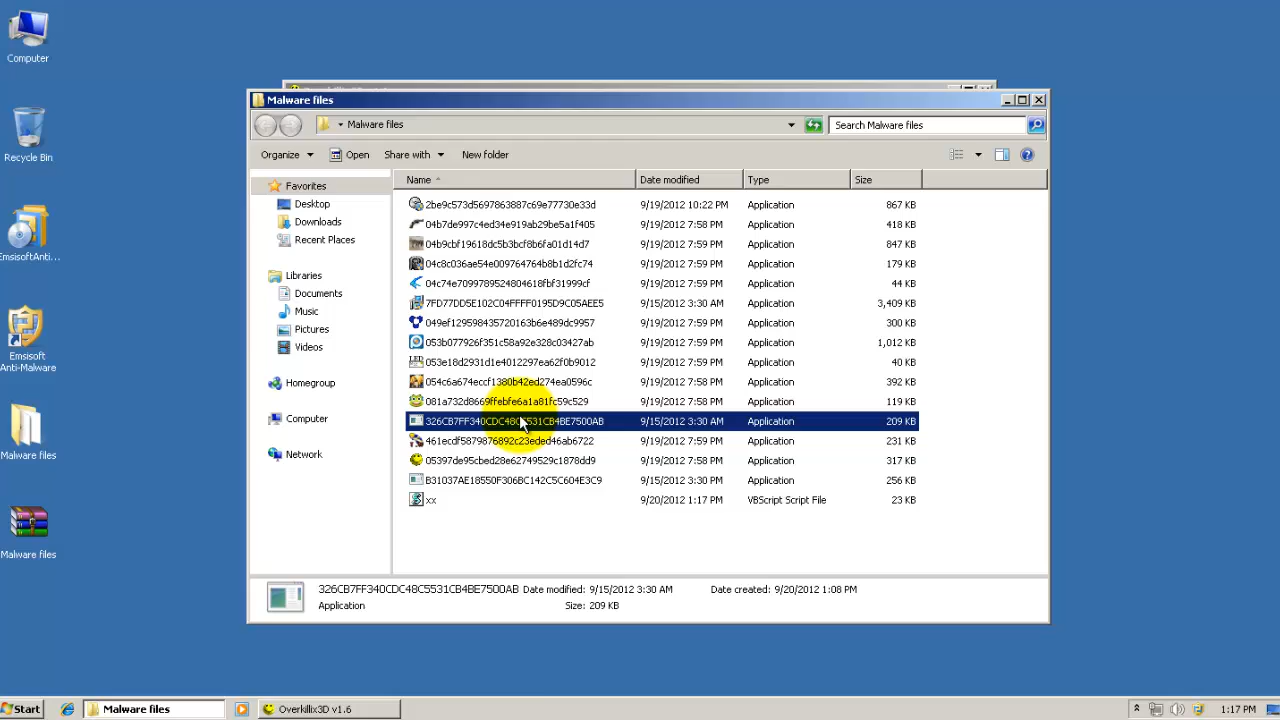 Computer
Recycle Bin
EmsisoftAnti-...
Emsisoft
Anti-Malware
Malware files
Malware files
Malware files
Malware files
Search Malware files
Organize
Open
Share with
New folder
Name
Date modified
Type
Size
Favorites
Desktop
Downloads
Recent Places
Libraries
Documents
Music
Pictures
Videos
Homegroup
Computer
Network
2be9c573d5697863887c69e77730e33d 9/19/2012 10:22 PM Application 867 KB
04b7de997c4ed34e919ab29be5a1f405 9/19/2012 7:58 PM Application 418 KB
04b9cbf19618dc5b3bcf8b6fa01d14d7 9/19/2012 7:59 PM Application 847 KB
04c8c036ae54e009764764b8b1d2fc74 9/19/2012 7:59 PM Application 179 KB
04c74e7099789524804618fbf31999cf 9/19/2012 7:59 PM Application 44 KB
7FD77DD5E102C04FFFF0195D9C05AEE5 9/15/2012 3:30 AM Application 3,409 KB
049ef129598435720163b6e489dc9957 9/19/2012 7:59 PM Application 300 KB
053b077926f351c58a92e328c03427ab 9/19/2012 7:59 PM Application 1,012 KB
053e18d2931d1e4012297ea62f0b9012 9/19/2012 7:59 PM Application 40 KB
054c6a674eccf1380b42ed274ea0596c 9/19/2012 7:58 PM Application 392 KB
081a732d8669ffebfe6a1a81fc59c529 9/19/2012 7:58 PM Application 119 KB
326CB7FF340CDC48C5531CB4BE7500AB 9/15/2012 3:30 AM Application 209 KB
461ecdf5879876892c23eded46ab6722 9/19/2012 7:59 PM Application 231 KB
05397de95cbed28e62749529c1878dd9 9/19/2012 7:58 PM Application 317 KB
B31037AE18550F306BC142C5C604E3C9 9/15/2012 3:30 PM Application 256 KB
xx 9/20/2012 1:17 PM VBScript Script File 23 KB
326CB7FF340CDC48C5531CB4BE7500AB Date modified: 9/15/2012 3:30 AM Date created: 9/20/2012 1:08 PM
Application Size: 209 KB
Start
Malware files
Overkillix3D v1.6
1:17 PM